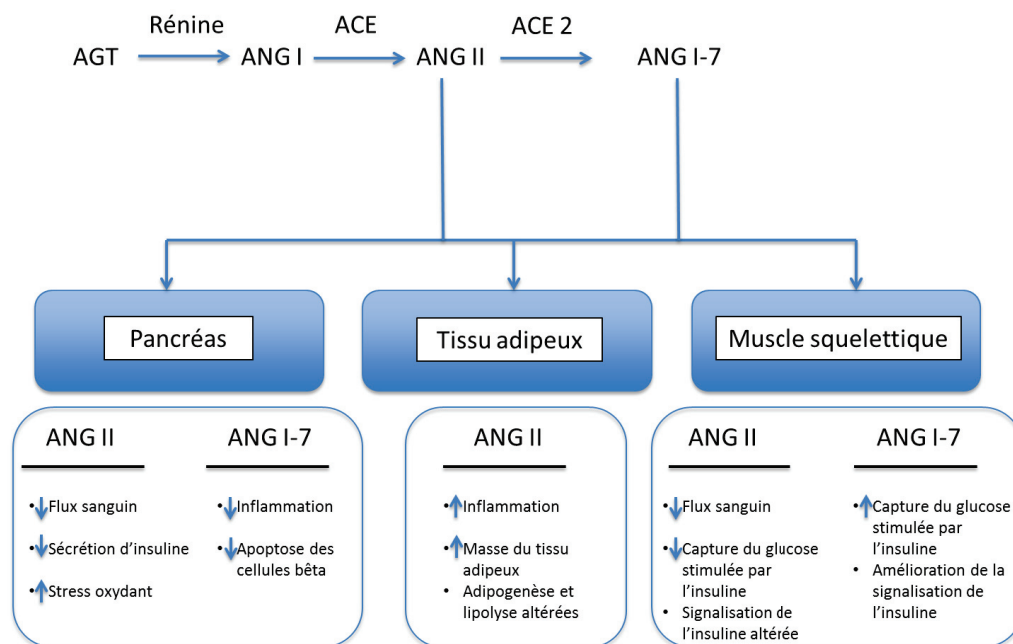 Rénine
ACE
ACE 2
AGT
ANG I
ANG II
ANG I-7
Pancréas
Tissu adipeux
Muscle squelettique
ANG II
↓Flux sanguin
↓Sécrétion d’insuline
↑Stress oxydant
ANG I-7
↓Inflammation
↓Apoptose des
cellules bêta
ANG II
↑Inflammation
↑Masse du tissu
adipeux
Adipogenèse et
lipolyse altérées
ANG II
↓Flux sanguin
↓Capture du glucose
stimulée par
l’insuline
Signalisation de
l’insuline altérée
ANG I-7
↑Capture du glucose
stimulée par
l’insuline
Amélioration de la
signalisation de
l’insuline